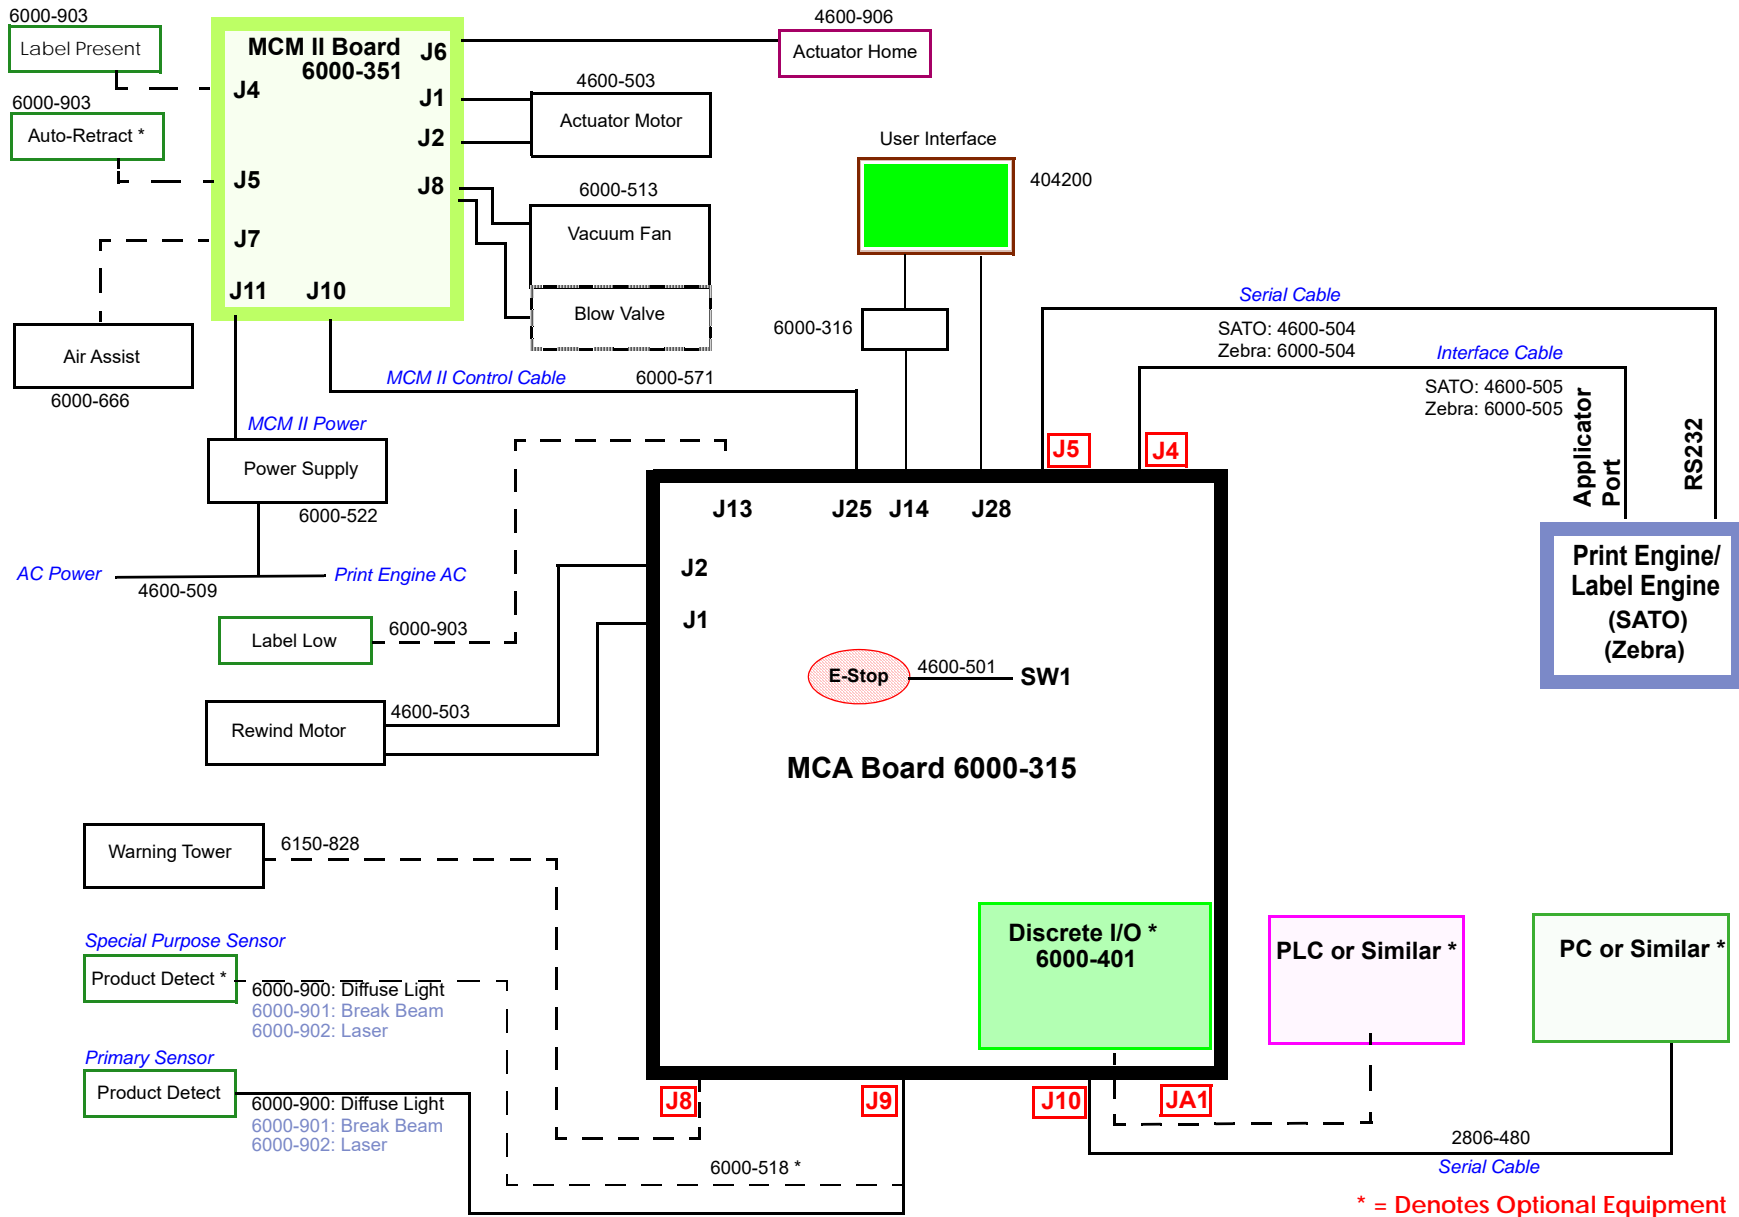 6000-903
Label Present
6000-903
Auto-Retract *
MCM II Board
6000-351
J6
J4
J1
J2
J5
J8
J7
J11
J10
4600-906
Actuator Home
4600-503
Actuator Motor
6000-513
Vacuum Fan
Blow Valve
User Interface
404200
6000-316
Air Assist
6000-666
MCM II Control Cable
6000-571
MCM II Power
Power Supply
6000-522
AC Power
4600-509
Print Engine AC
Serial Cable
SATO: 4600-504
Zebra: 6000-504
Interface Cable
SATO: 4600-505
Zebra: 6000-505
Applicator
Port
RS232
J5
J4
Print Engine/
Label Engine
(SATO)
(Zebra)
J13
J25
J14
J28
J2
J1
Label Low
6000-903
E-Stop
4600-501
SW1
Rewind Motor
4600-503
MCA Board 6000-315
Warning Tower
6150-828
Special Purpose Sensor
Product Detect *
6000-900: Diffuse Light
6000-901: Break Beam
6000-902: Laser
Primary Sensor
Product Detect
6000-900: Diffuse Light
6000-901: Break Beam
6000-902: Laser
Discrete I/O *
6000-401
PLC or Similar *
PC or Similar *
J8
J9
J10
JA1
6000-518 *
2806-480
Serial Cable
* = Denotes Optional Equipment